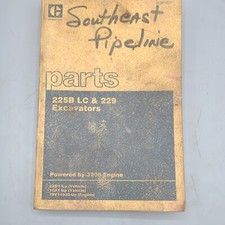 Southeast
Pipeline
parts
225B LC & 229
Excavators
Powered by 3208 Engine